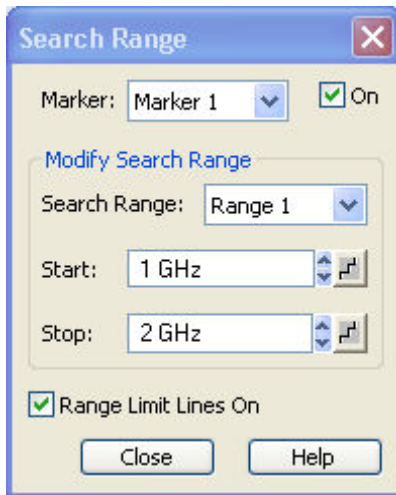 Search Range
Marker: Marker 1 On
Modify Search Range
Search Range: Range 1
Start: 1 GHz
Stop: 2 GHz
Range Limit Lines On
Close Help